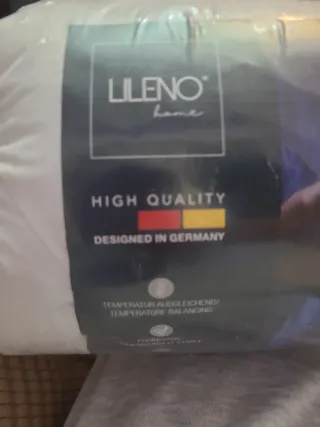 LILENO®
home
HIGH QUALITY
DESIGNED IN GERMANY
TEMPERATUR AUSGLEICHEND/
TEMPERATURE BALANCING